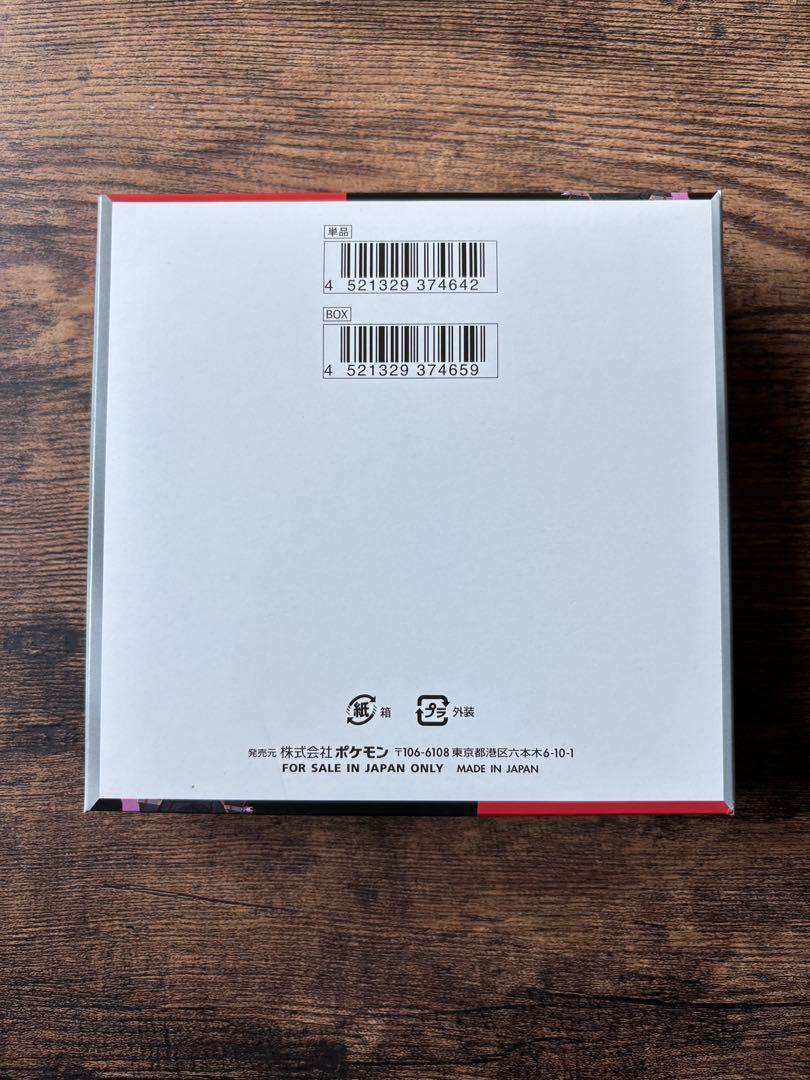 単品
4 521329 374642
BOX
4 521329 374659
紙 箱 プラ 外装
発売元 株式会社ポケモン 〒106-6108 東京都港区六本木6-10-1
FOR SALE IN JAPAN ONLY MADE IN JAPAN